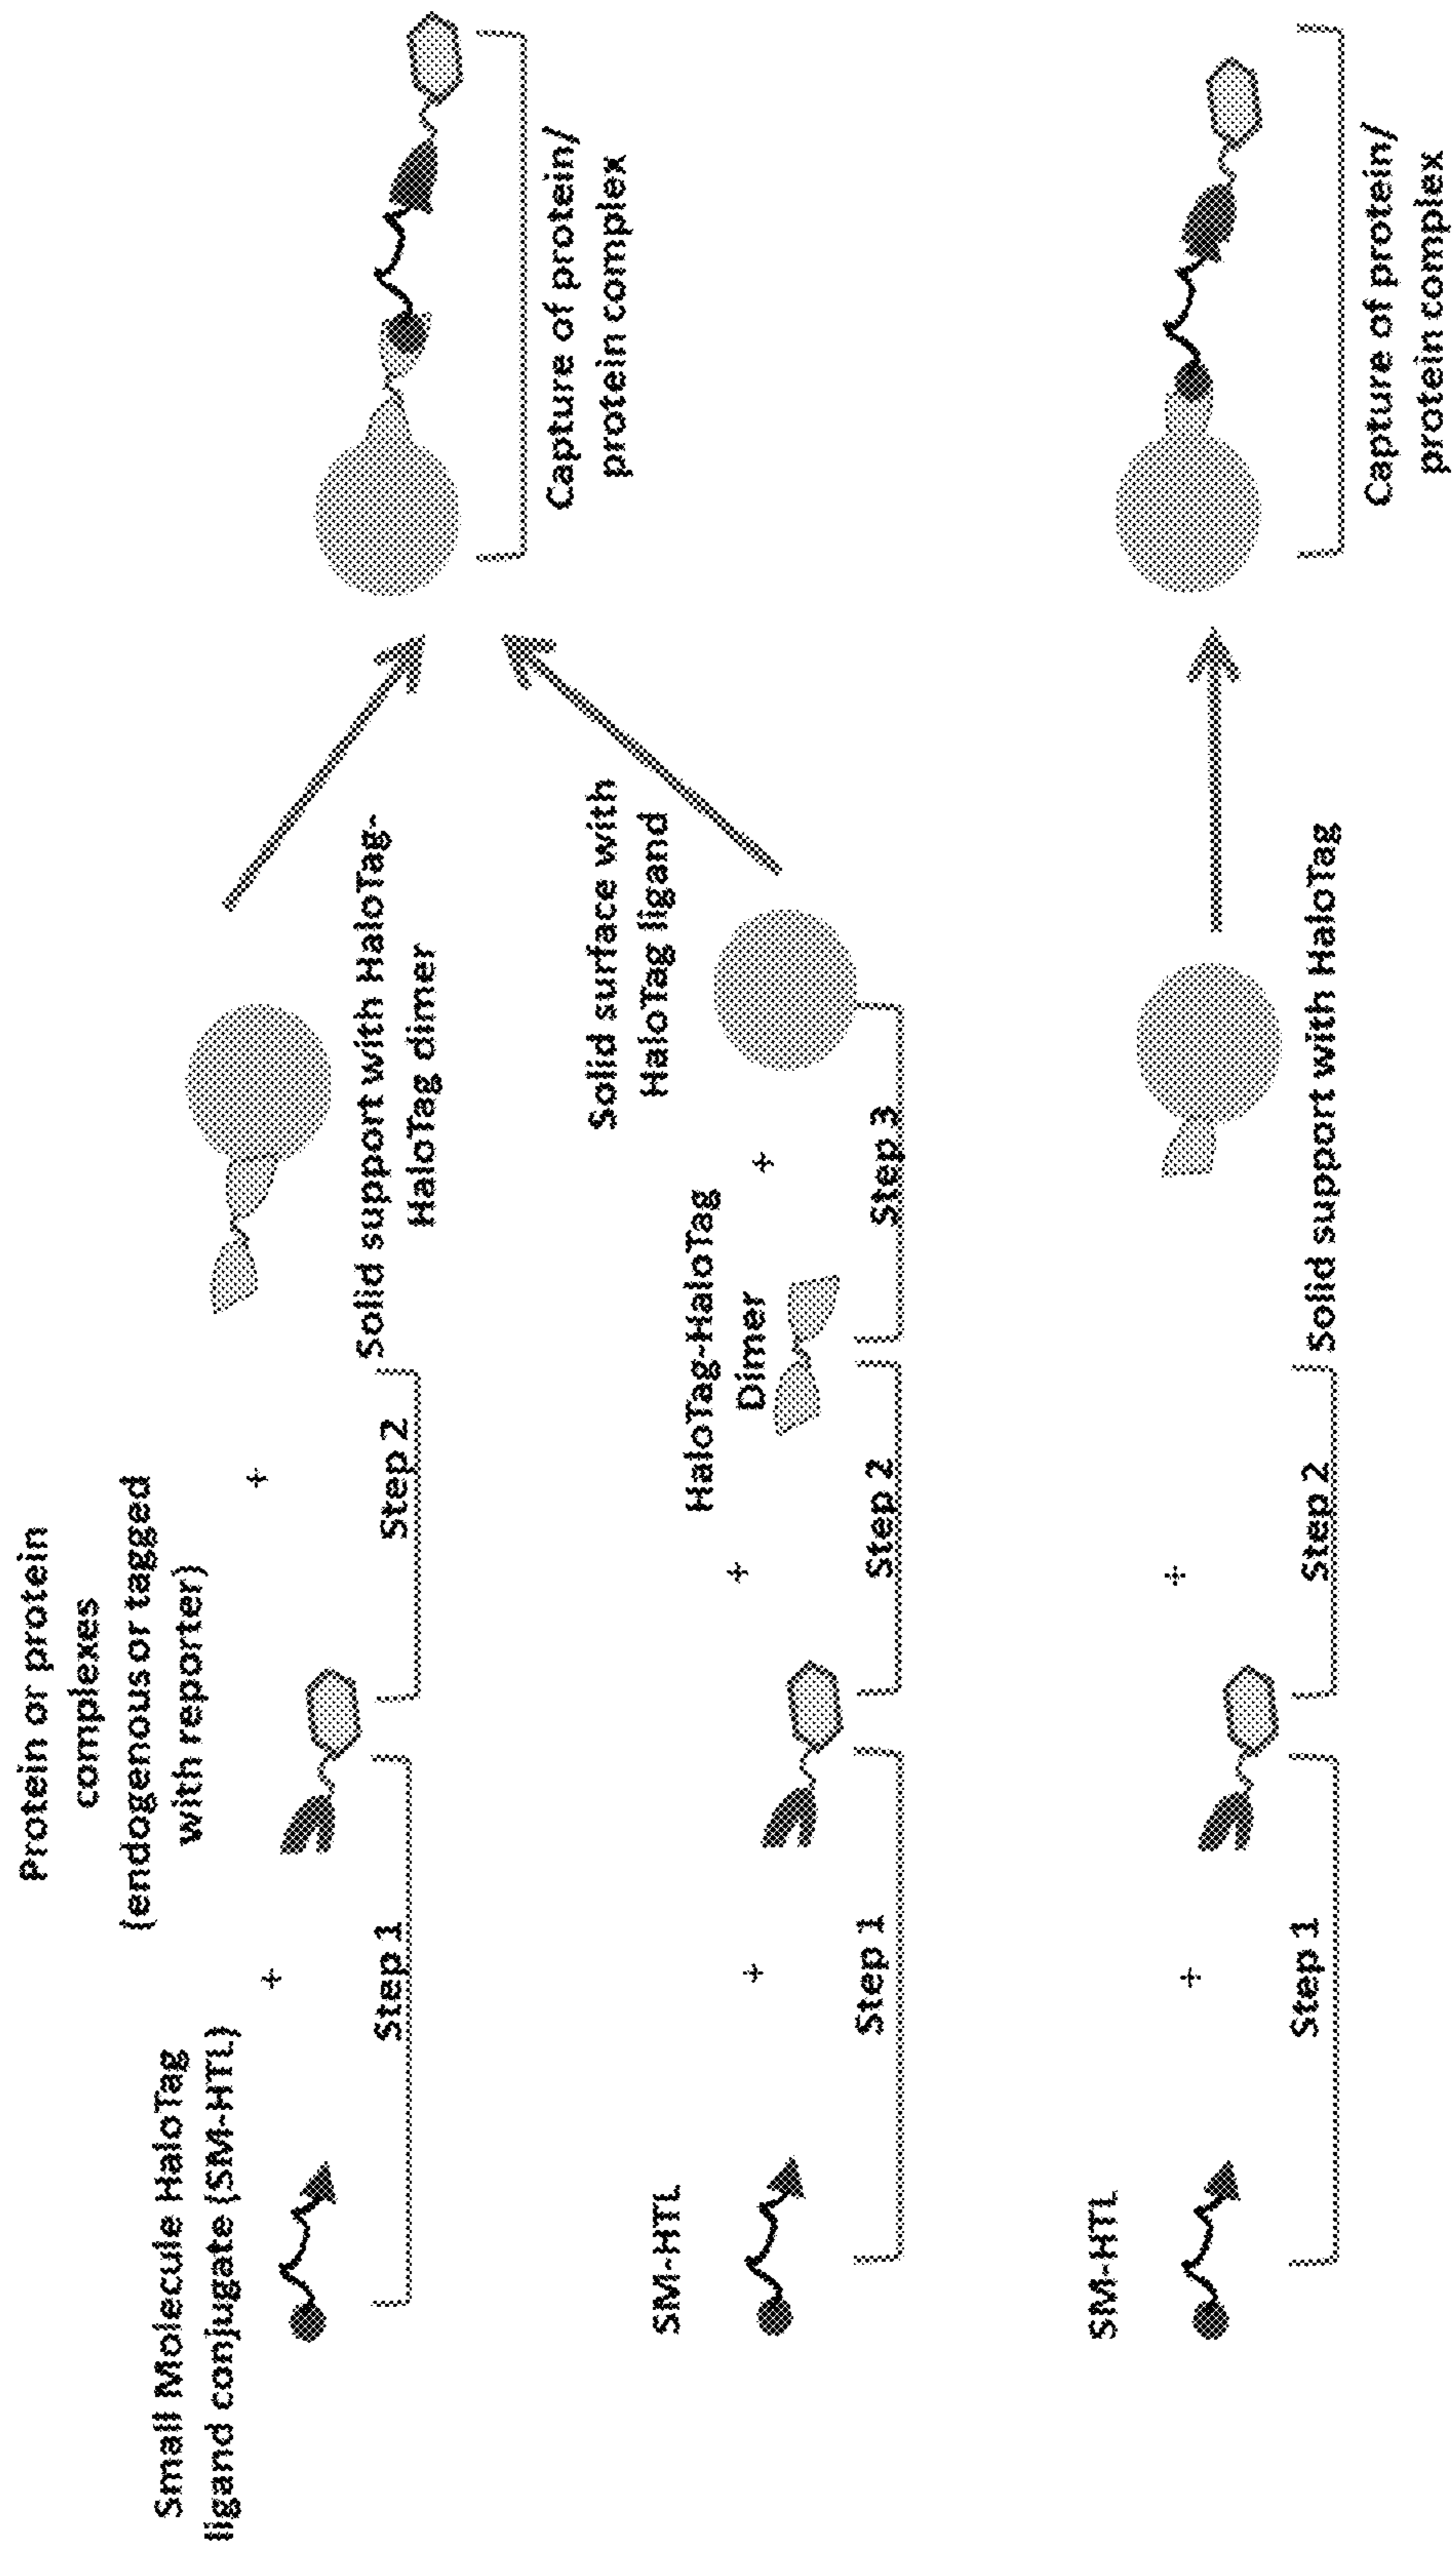 Small Molecule HaloTag
ligand conjugate (SM-HTL)
+
Protein or protein
complexes
(endogenous or tagged
with reporter)
+
Step 1
Step 2
Solid support with HaloTag-
HaloTag dimer
Capture of protein/
protein complex
SM-HTL
+
+
HaloTag-HaloTag
Dimer
+
Solid surface with
HaloTag ligand
Step 1
Step 2
Step 3
SM-HTL
+
+
Step 1
Step 2
Solid support with HaloTag
Capture of protein/
protein complex